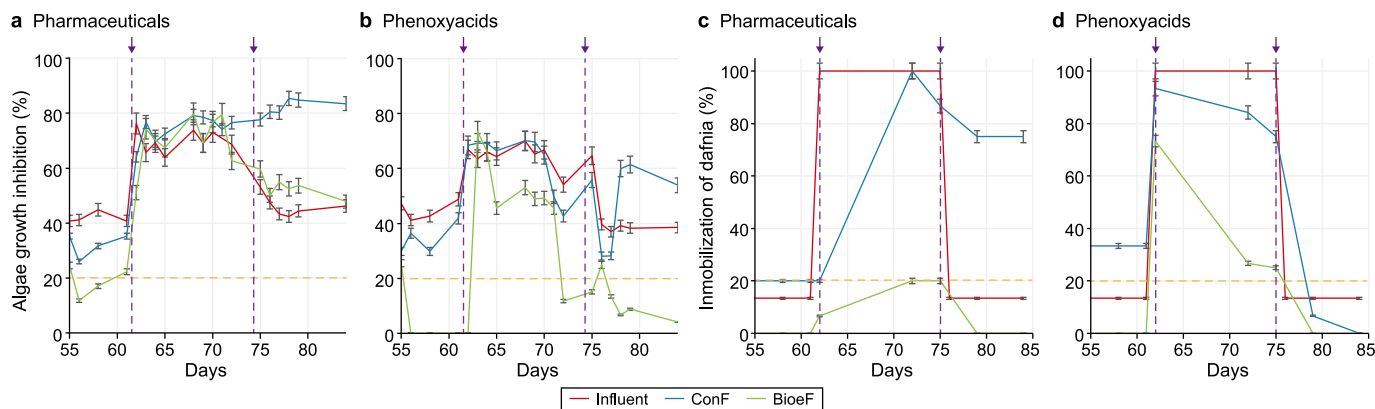 a Pharmaceuticals
b Phenoxyacids
c Pharmaceuticals
d Phenoxyacids
Algae growth inhibition (%)
100
80
60
40
20
0
55 60 65 70 75 80
Days
100
80
60
40
20
0
55 60 65 70 75 80
Days
Inmobilization of dafnia (%)
100
80
60
40
20
0
55 60 65 70 75 80
Days
100
80
60
40
20
0
55 60 65 70 75 80 85
Days
Influent ConF BioeF